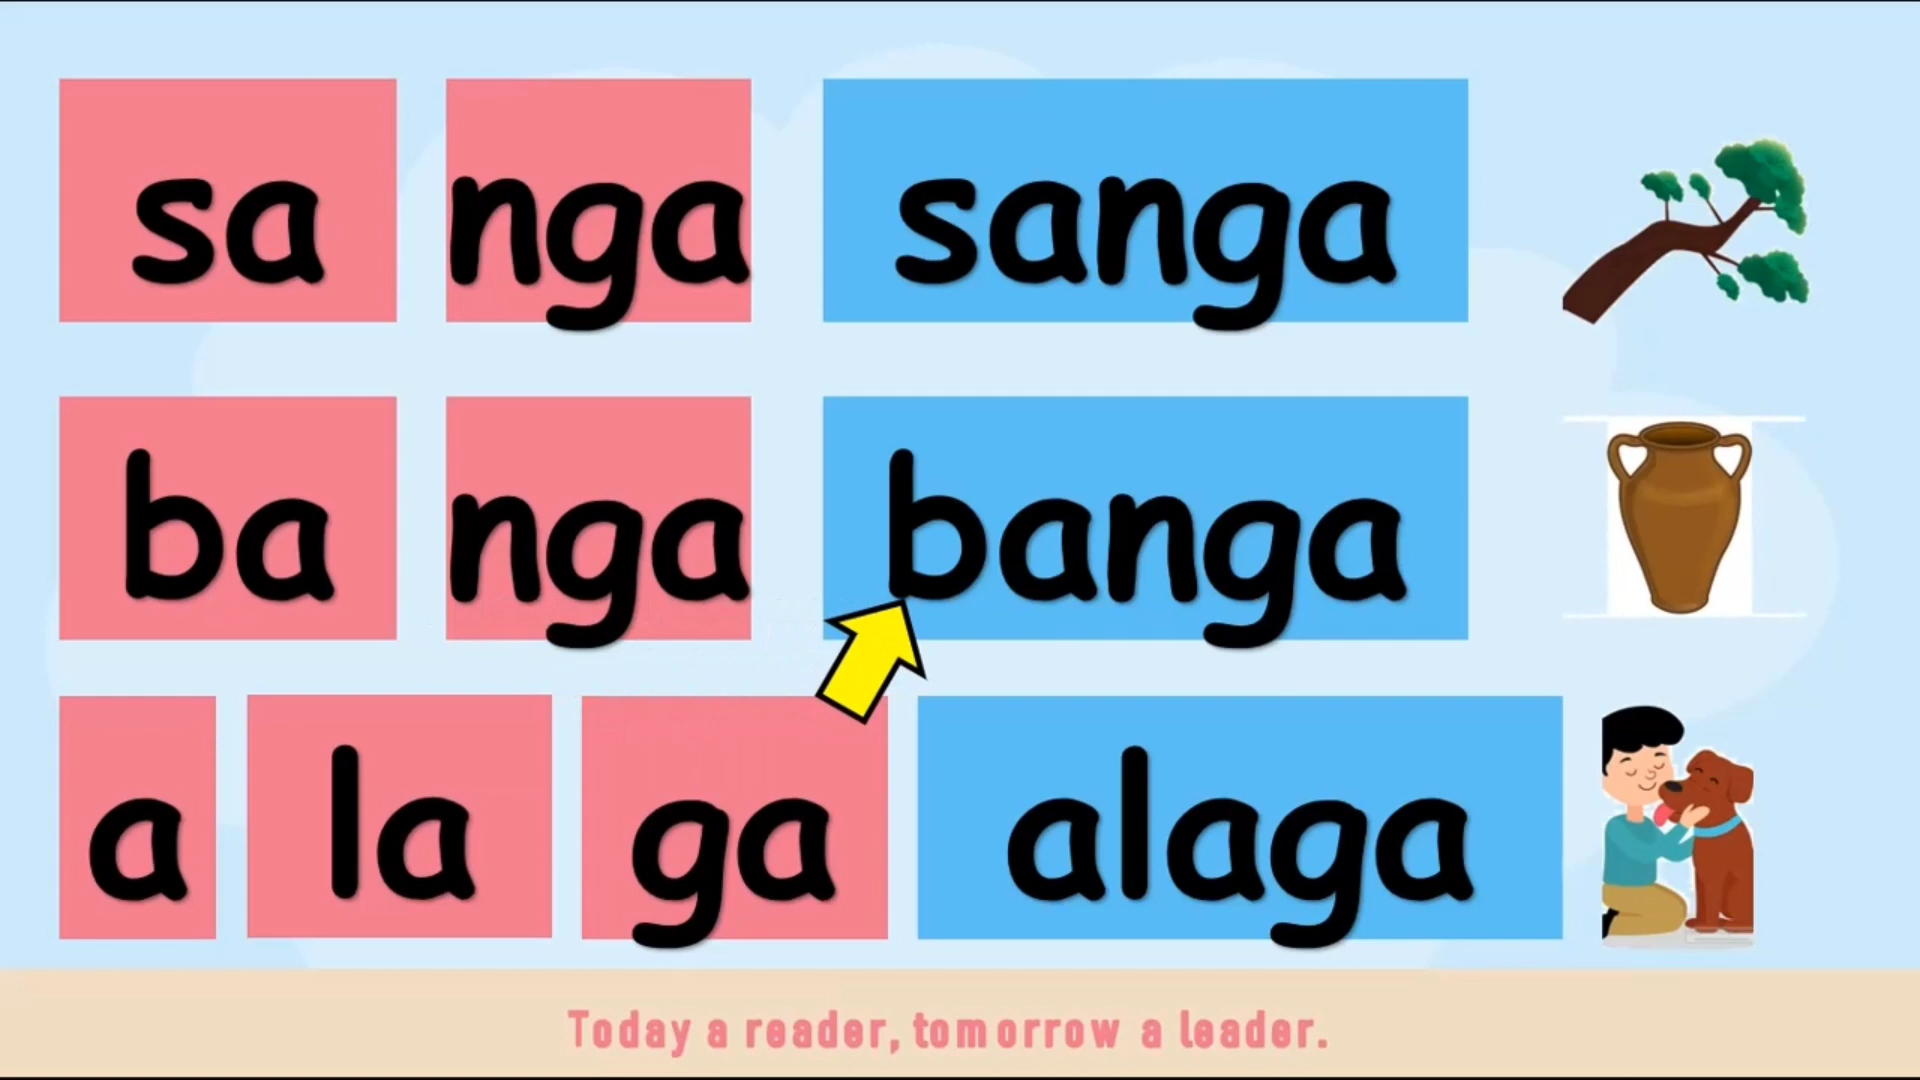 sa nga sanga
ba nga banga
a la ga alaga
Today a reader, tomorrow a leader.